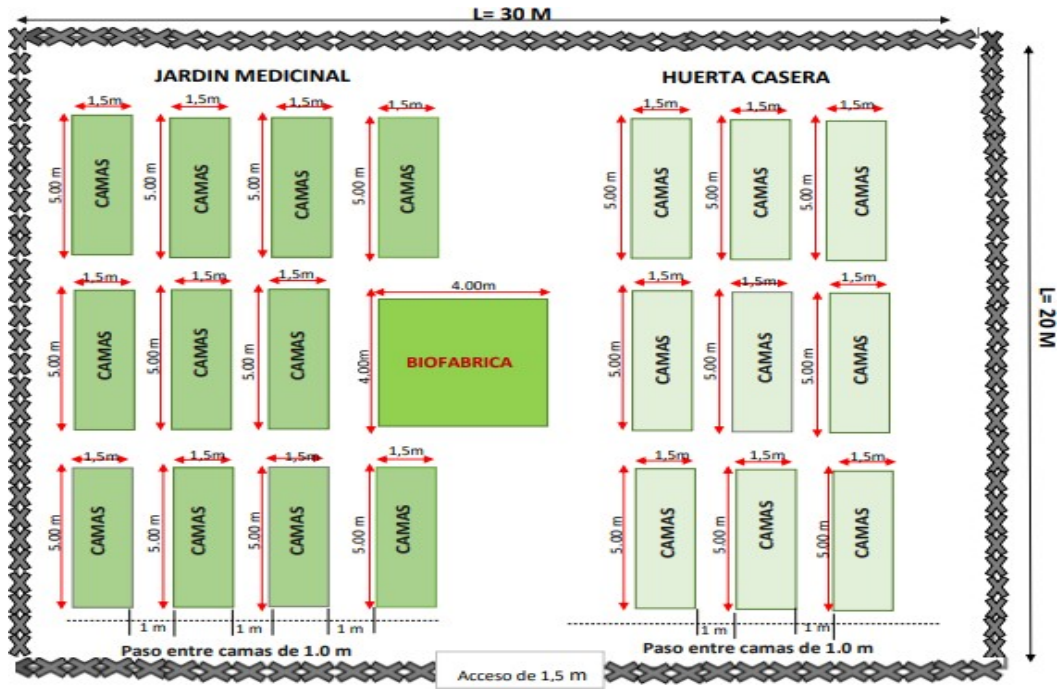 L= 30 M
JARDIN MEDICINAL
HUERTA CASERA
1,5m
1,5m
1,5m
1,5m
1,5m
1,5m
1,5m
5.00 m
CAMAS
5.00 m
CAMAS
5.00 m
CAMAS
5.00 m
CAMAS
5.00 m
CAMAS
5.00 m
CAMAS
5.00 m
CAMAS
1,5m
1,5m
1,5m
4.00m
1,5m
1,5m
1,5m
5.00 m
CAMAS
5.00 m
CAMAS
5.00 m
CAMAS
4.00m
BIOFABRICA
5.00 m
CAMAS
5.00 m
CAMAS
5.00 m
CAMAS
L= 20 M
1,5m
1,5m
1,5m
1,5m
1,5m
1,5m
1,5m
5.00 m
CAMAS
5.00 m
CAMAS
5.00 m
CAMAS
5.00 m
CAMAS
5.00 m
CAMAS
5.00 m
CAMAS
5.00 m
CAMAS
1 m
1 m
1 m
1 m
1 m
Paso entre camas de 1.0 m
Paso entre camas de 1.0 m
Acceso de 1,5 m